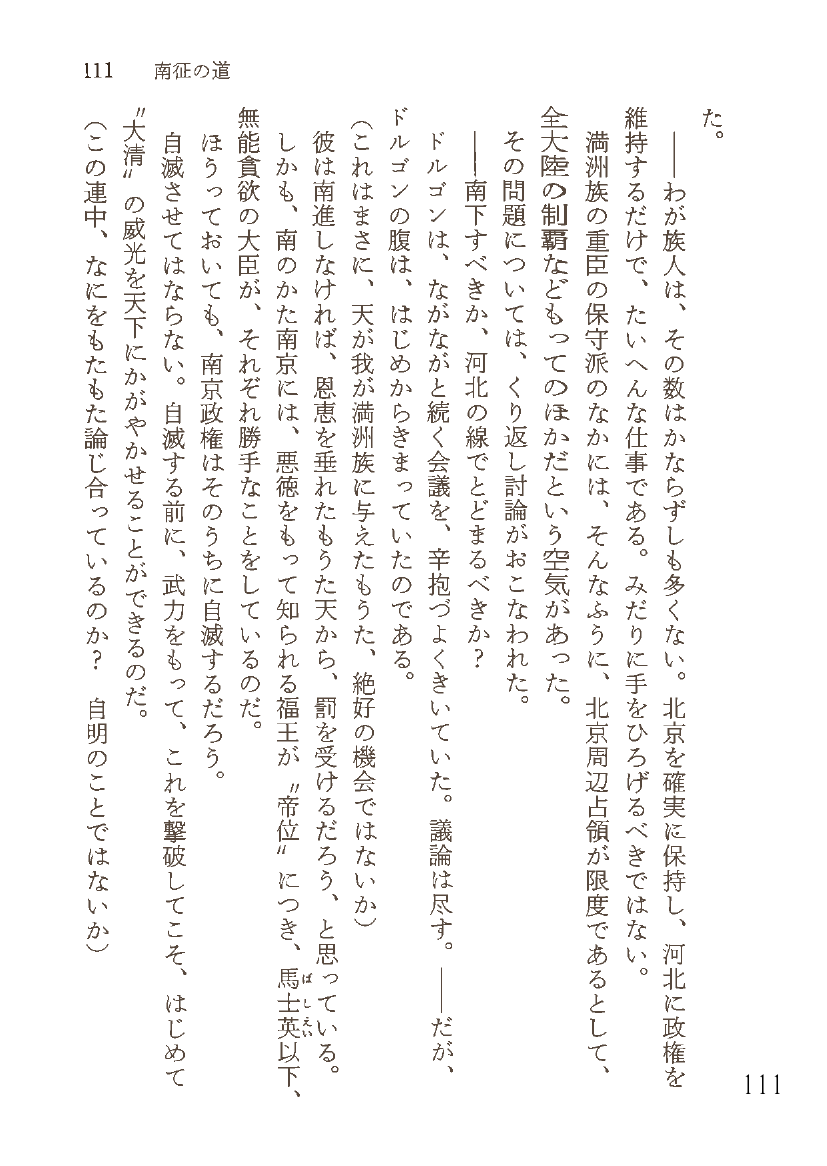 111　南征の道
た。
――わが族人は、その数はかならずしも多くない。北京を確実に保持し、河北に政権を
維持するだけで、たいへんな仕事である。みだりに手をひろげるべきではない。
満洲族の重臣の保守派のなかには、そんなふうに、北京周辺占領が限度であるとして、
全大陸の制覇などもってのほかだという空気があった。
その問題については、くり返し討論がおこなわれた。
――南下すべきか、河北の線でとどまるべきか？
ドルゴンは、ながながと続く会議を、辛抱づよくきいていた。議論は尽す。――だが、
ドルゴンの腹は、はじめからきまっていたのである。
（これはまさに、天が我が満洲族に与えたもうた、絶好の機会ではないか）
彼は南進しなければ、恩恵を垂れたもうた天から、罰を受けるだろう、と思っている。
しかも、南のかた南京には、悪徳をもって知られる福王が〝帝位〟につき、馬士英以下、
ばしえい
無能貪欲の大臣が、それぞれ勝手なことをしているのだ。
ほうっておいても、南京政権はそのうちに自滅するだろう。
自滅させてはならない。自滅する前に、武力をもって、これを撃破してこそ、はじめて
〝大清〟の威光を天下にかがやかせることができるのだ。
（この連中、なにをもたもた論じ合っているのか？　自明のことではないか）
111